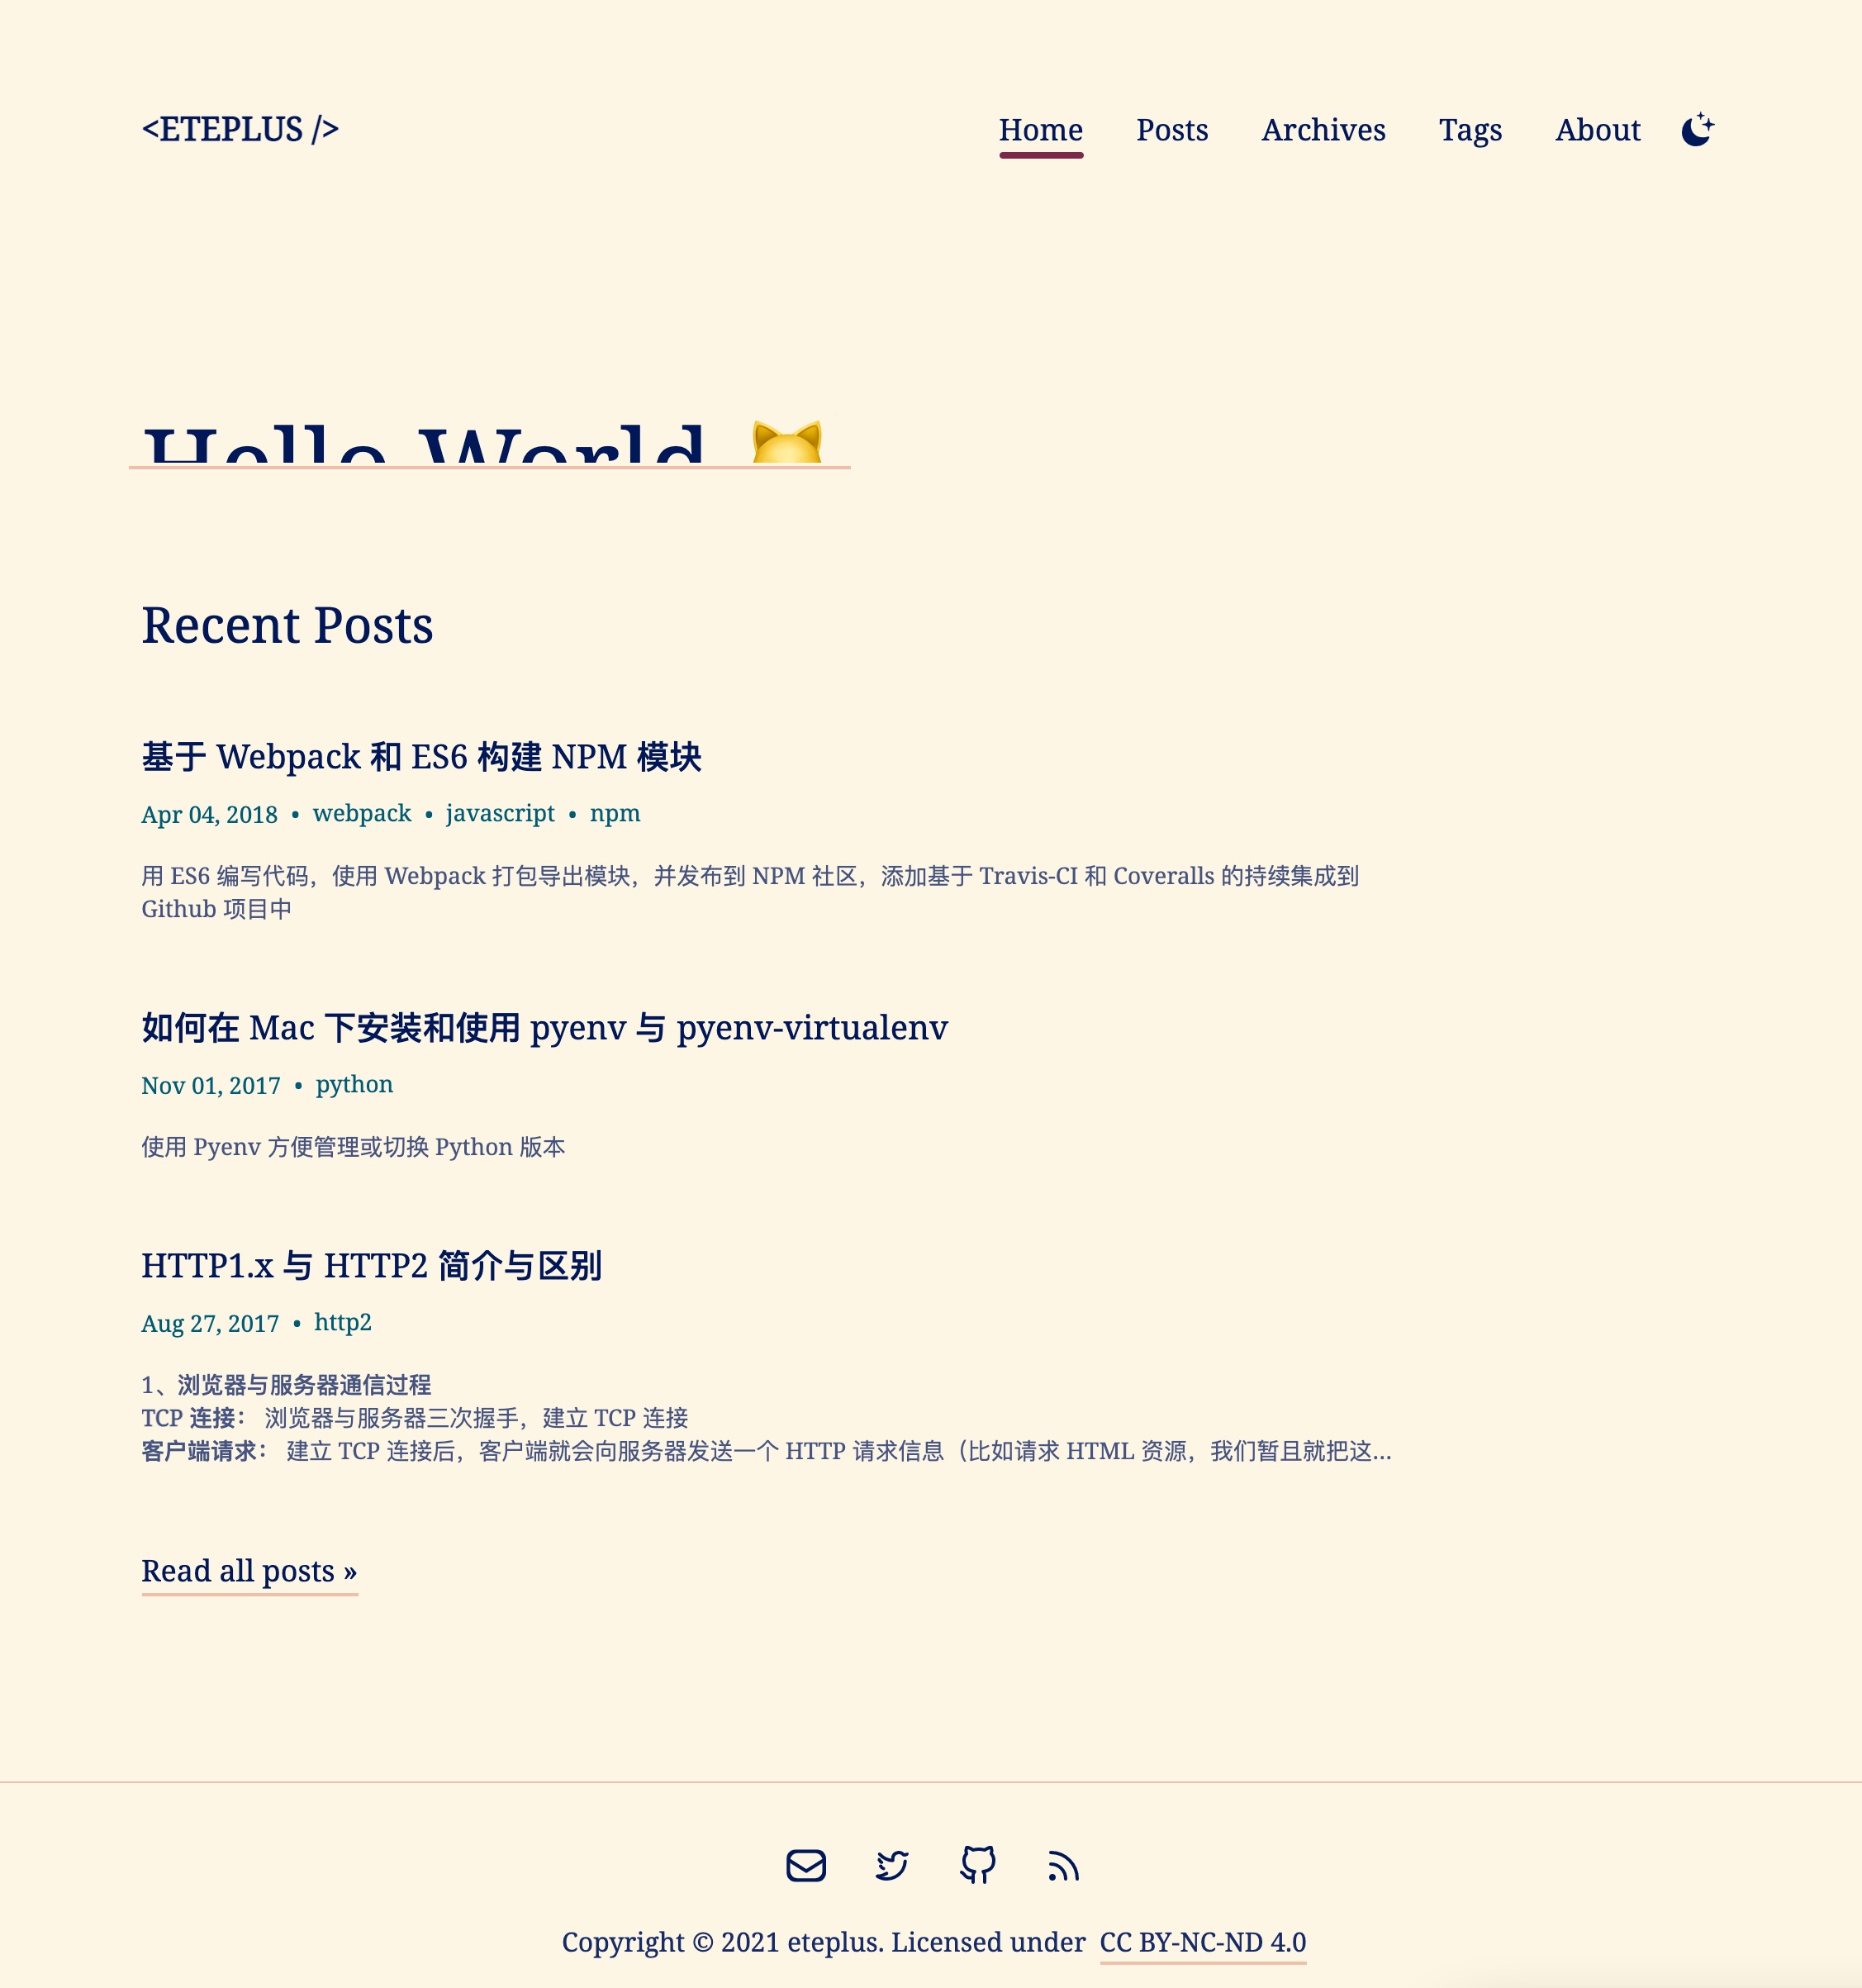 <ETEPLUS />
Home Posts Archives Tags About
Hello World
Recent Posts
基于 Webpack 和 ES6 构建 NPM 模块
Apr 04, 2018 • webpack • javascript • npm
用 ES6 编写代码，使用 Webpack 打包导出模块，并发布到 NPM 社区，添加基于 Travis-CI 和 Coveralls 的持续集成到
Github 项目中
如何在 Mac 下安装和使用 pyenv 与 pyenv-virtualenv
Nov 01, 2017 • python
使用 Pyenv 方便管理或切换 Python 版本
HTTP1.x 与 HTTP2 简介与区别
Aug 27, 2017 • http2
1、浏览器与服务器通信过程
TCP 连接： 浏览器与服务器三次握手，建立 TCP 连接
客户端请求： 建立 TCP 连接后，客户端就会向服务器发送一个 HTTP 请求信息（比如请求 HTML 资源，我们暂且就把这...
Read all posts »
Copyright © 2021 eteplus. Licensed under CC BY-NC-ND 4.0